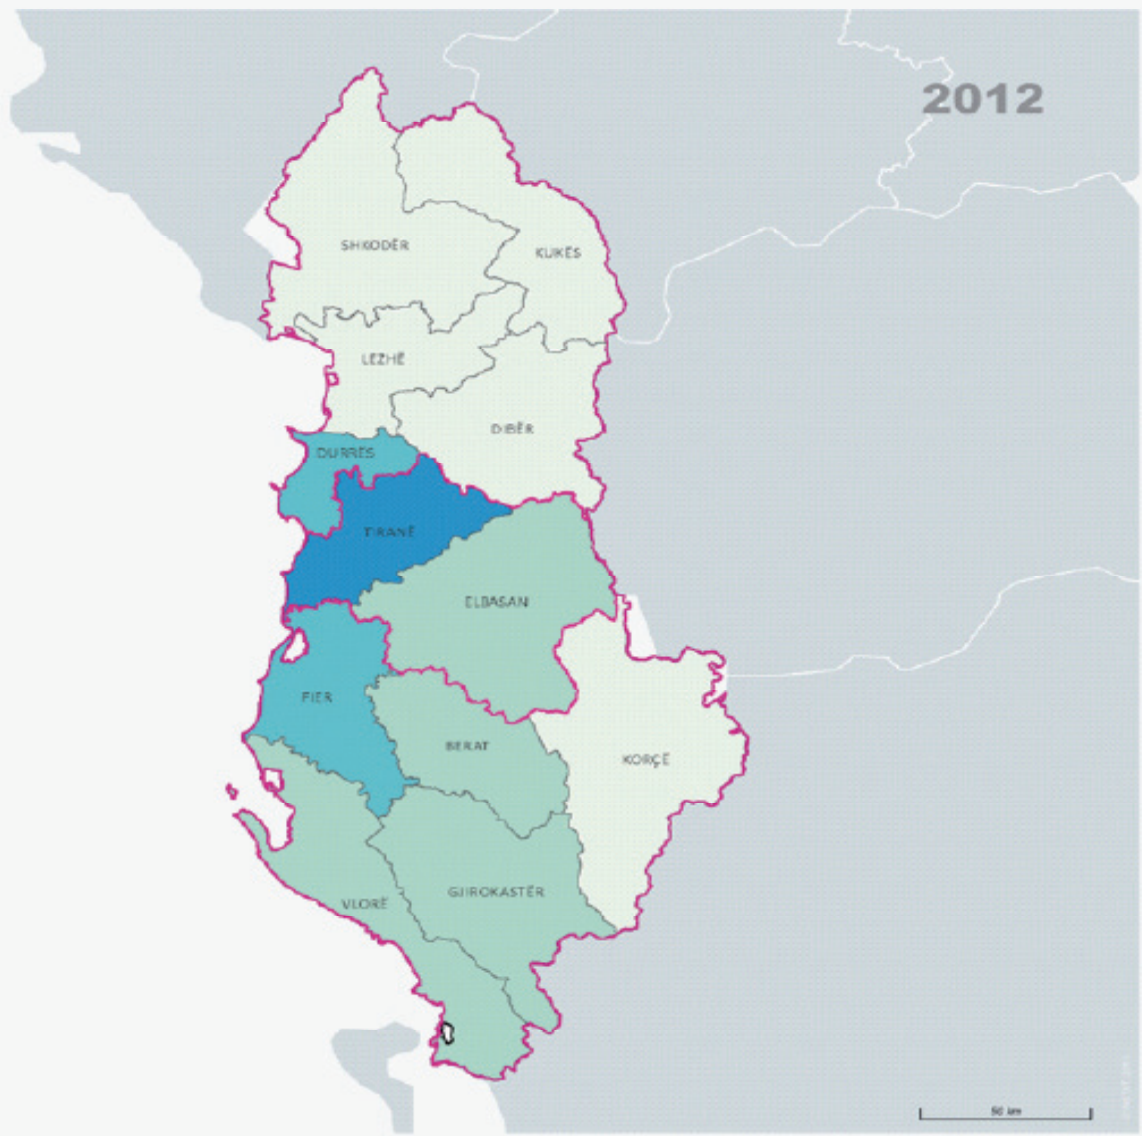 2012
SHKODËR
KUKËS
LEZHË
DIBËR
DURRËS
TIRANË
ELBASAN
FIER
BERAT
KORÇË
GJIROKASTËR
VLORË
50 km